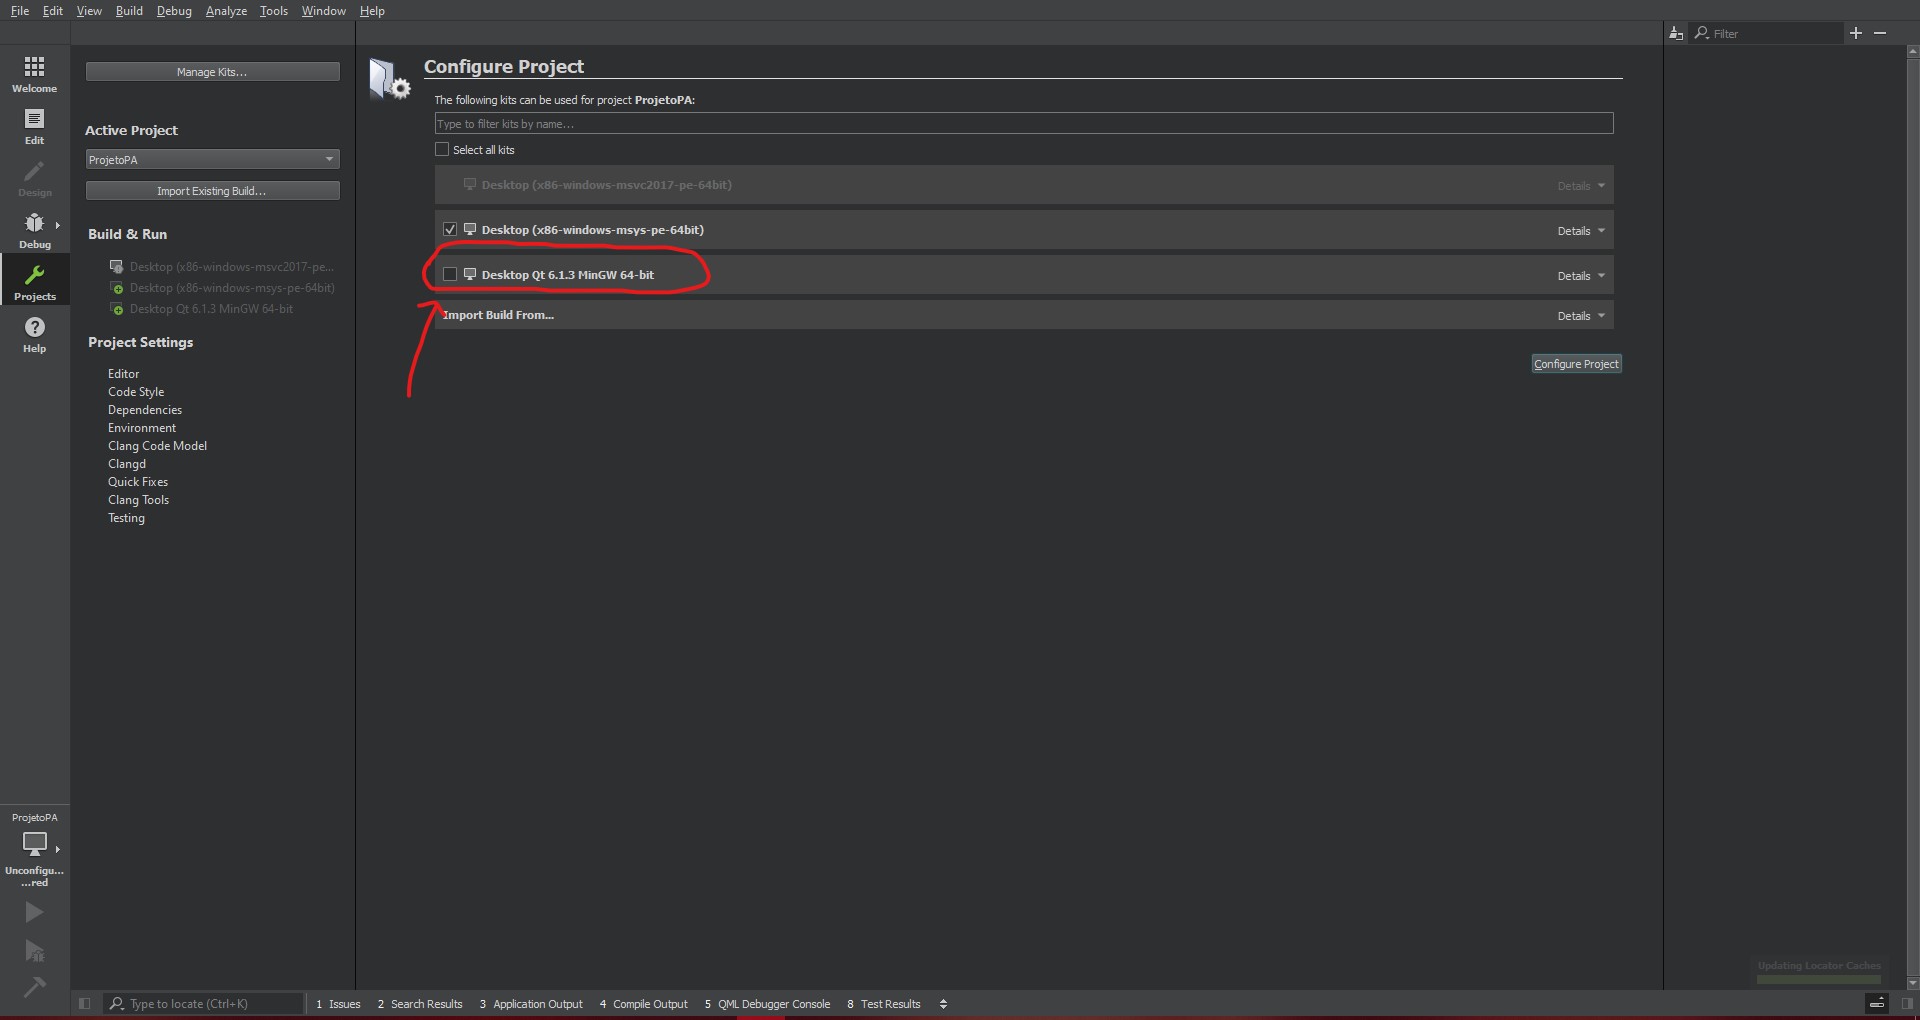 File Edit View Build Debug Analyze Tools Window Help
Filter
Welcome
Edit
Design
Debug
Projects
Help
Manage Kits...
Active Project
ProjetoPA
Import Existing Build...
Build & Run
Desktop (x86-windows-msvc2017-pe...
Desktop (x86-windows-msys-pe-64bit)
Desktop Qt 6.1.3 MinGW 64-bit
Project Settings
Editor
Code Style
Dependencies
Environment
Clang Code Model
Clangd
Quick Fixes
Clang Tools
Testing
Configure Project
The following kits can be used for project ProjetoPA:
Type to filter kits by name...
Select all kits
Desktop (x86-windows-msvc2017-pe-64bit) Details
Desktop (x86-windows-msys-pe-64bit) Details
Desktop Qt 6.1.3 MinGW 64-bit Details
Import Build From... Details
Configure Project
ProjetoPA
Unconfigu...
...red
Updating Locator Caches
Type to locate (Ctrl+K) 1 Issues 2 Search Results 3 Application Output 4 Compile Output 5 QML Debugger Console 8 Test Results